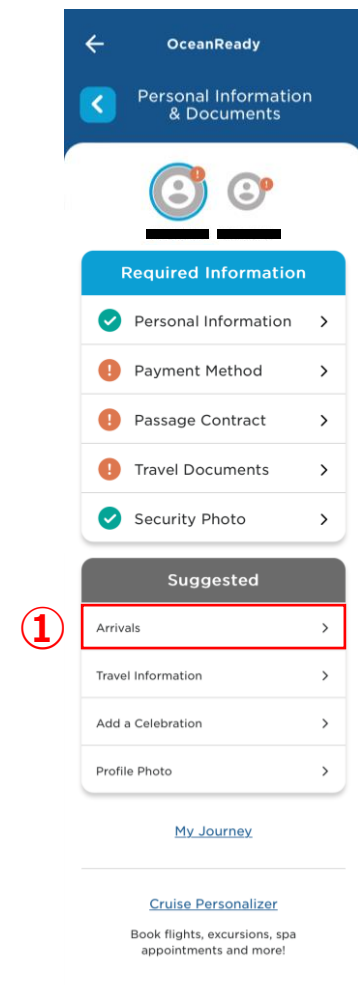 OceanReady
Personal Information
& Documents
Required Information
Personal Information
Payment Method
Passage Contract
Travel Documents
Security Photo
Suggested
① Arrivals
Travel Information
Add a Celebration
Profile Photo
My Journey
Cruise Personalizer
Book flights, excursions, spa
appointments and more!